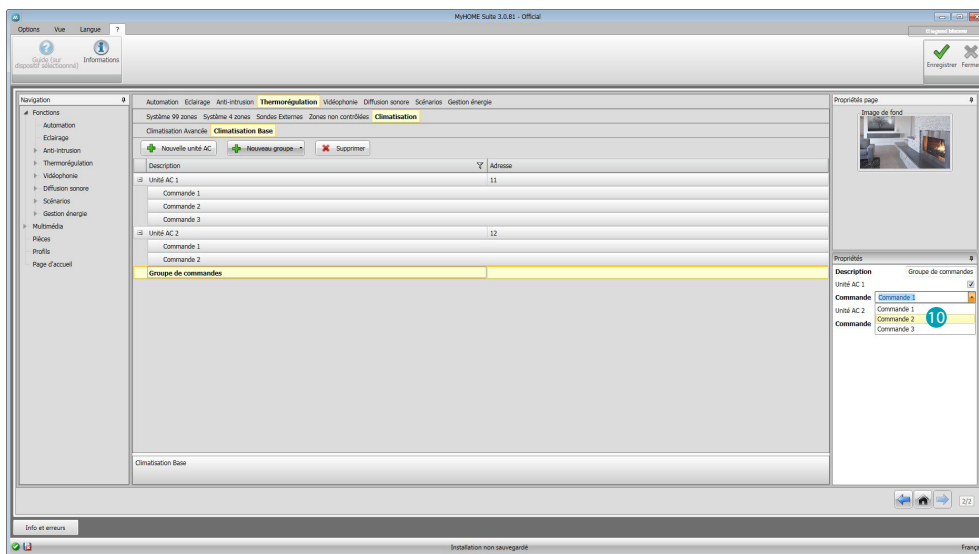 MyHOME Suite 3.0.81 - Official
Options Vue Langue ?
Guide (sur dispositif sélectionné)
Informations
Enregistrer
Ferme
Navigation
Fonctions
Automation
Eclairage
Anti-intrusion
Thermorégulation
Vidéophonie
Diffusion sonore
Scénarios
Gestion énergie
Multimédia
Pièces
Profils
Page d'accueil
Automation Eclairage Anti-intrusion Thermorégulation Vidéophonie Diffusion sonore Scénarios Gestion énergie
Système 99 zones Système 4 zones Sondes Externes Zones non contrôlées Climatisation
Climatisation Avancée Climatisation Base
Nouvelle unité AC Nouveau groupe Supprimer
Description Adresse
Unité AC 1 11
Commande 1
Commande 2
Commande 3
Unité AC 2 12
Commande 1
Commande 2
Groupe de commandes
Climatisation Base
Propriétés page
Image de fond
Propriétés
Description Groupe de commandes
Unité AC 1
Commande Commande 1
Unité AC 2 Commande 1
Commande 2 10
Commande Commande 3
2/2
Info et erreurs
Installation non sauvegardé
França